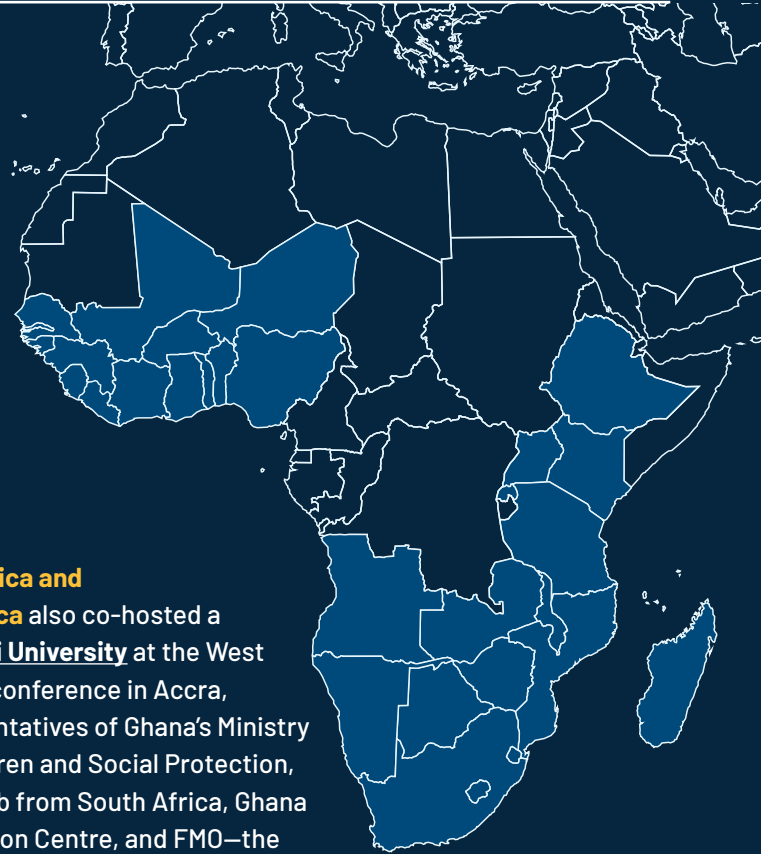 ica and
ca also co-hosted a
i University at the West
conference in Accra,
ntatives of Ghana’s Ministry
ren and Social Protection,
b from South Africa, Ghana
on Centre, and FMO—the